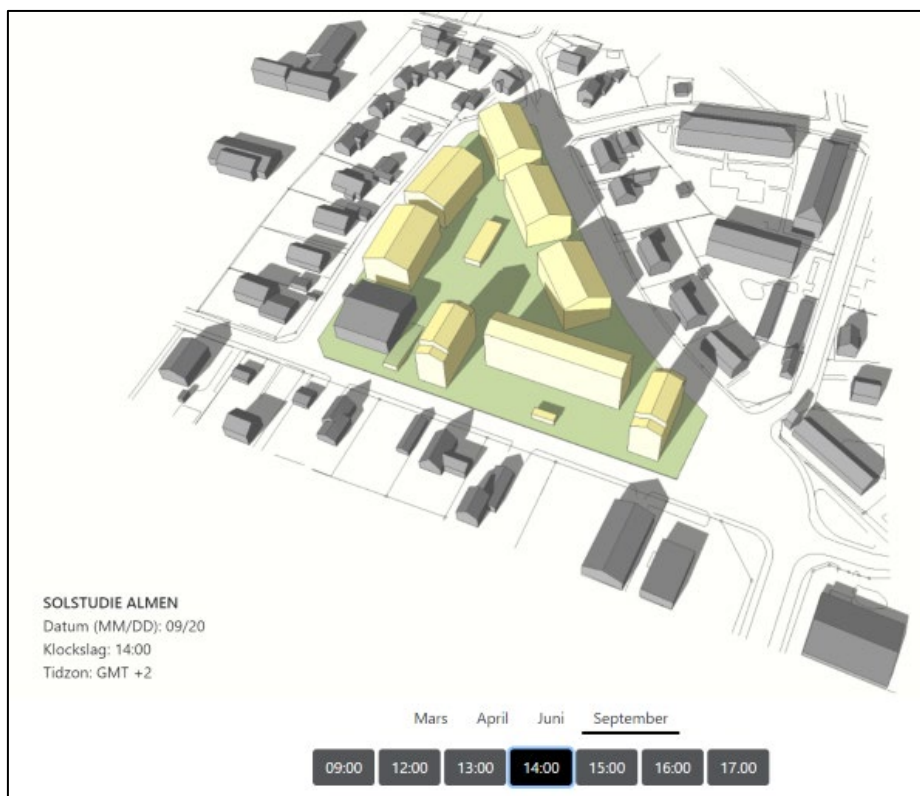 SOLSTUDIE ALMEN
Datum (MM/DD): 09/20
Klockslag: 14:00
Tidzon: GMT +2
Mars April Juni September
09:00 12:00 13:00 14:00 15:00 16:00 17.00